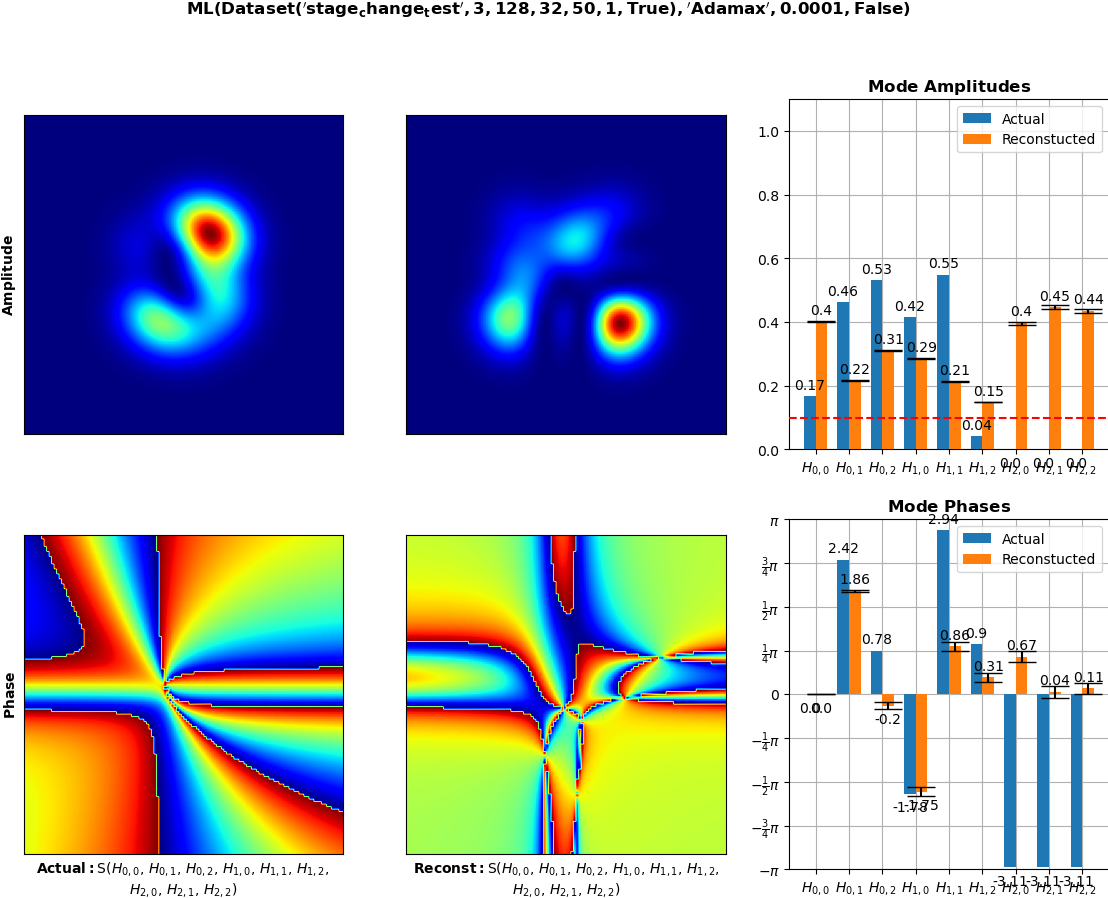 ML(Dataset('stage_change_test', 3, 128, 32, 50, 1, True), 'Adamax', 0.0001, False)
Amplitude
Mode Amplitudes
Actual
Reconstucted
1.0
0.8
0.6
0.4
0.2
0.0
0.17
0.4
0.46
0.22
0.53
0.31
0.42
0.29
0.55
0.21
0.04
0.15
0.0
0.4
0.0
0.45
0.0
0.44
H0,0 H0,1 H0,2 H1,0 H1,1 H1,2 H2,0 H2,1 H2,2
Phase
Mode Phases
Actual
Reconstucted
π
3/4π
1/2π
1/4π
0
−1/4π
−1/2π
−3/4π
−π
0.0
2.42
1.86
0.78
-0.2
-1.78
-1.75
2.94
0.86
0.9
0.31
-3.11
0.67
-3.11
0.04
-3.11
0.11
H0,0 H0,1 H0,2 H1,0 H1,1 H1,2 H2,0 H2,1 H2,2
Actual: S(H0,0, H0,1, H0,2, H1,0, H1,1, H1,2,
H2,0, H2,1, H2,2)
Reconst: S(H0,0, H0,1, H0,2, H1,0, H1,1, H1,2,
H2,0, H2,1, H2,2)